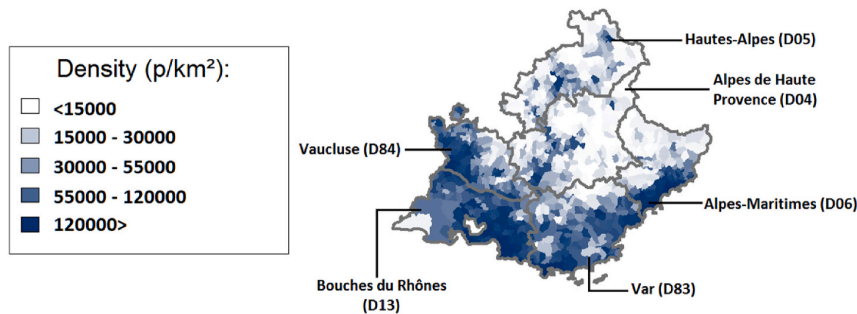 Density (p/km²):
<15000
15000 - 30000
30000 - 55000
55000 - 120000
120000>
Hautes-Alpes (D05)
Alpes de Haute
Provence (D04)
Vaucluse (D84)
Alpes-Maritimes (D06)
Bouches du Rhônes
(D13)
Var (D83)